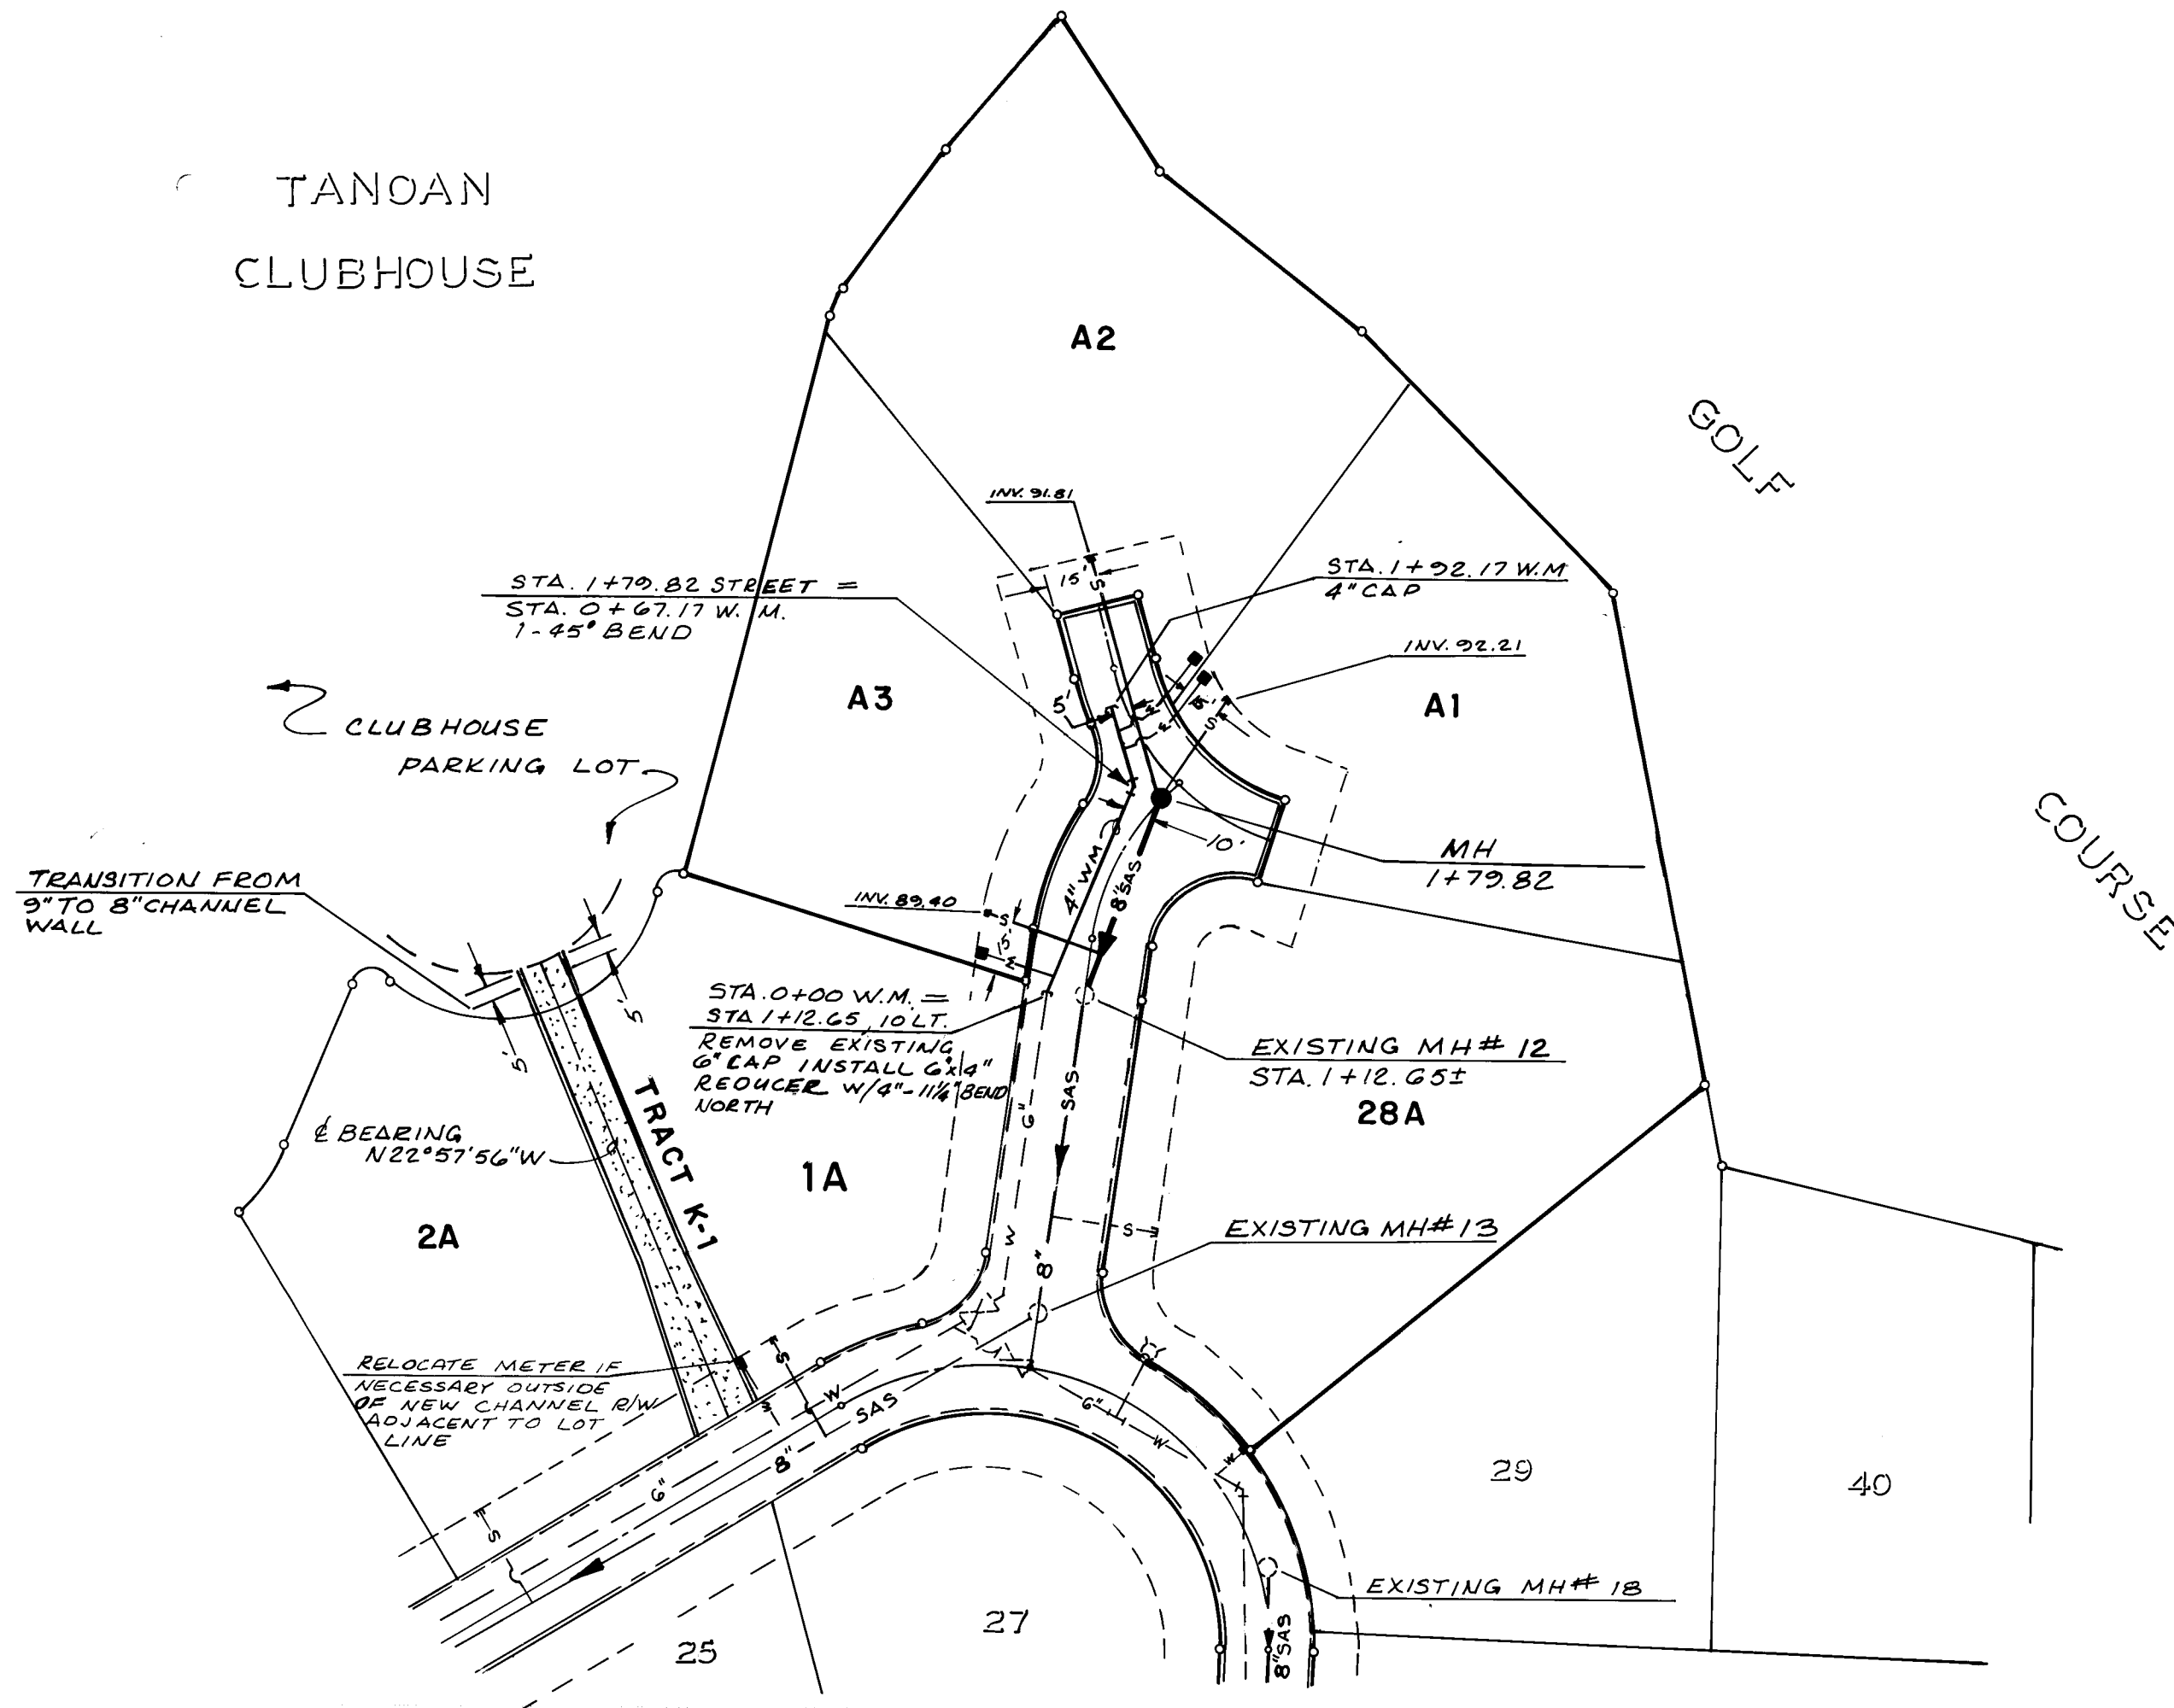 TANOAN
CLUBHOUSE
A2
GOLF
INV. 91.81
STA. 1+79.82 STREET =
STA. 0+67.17 W. M.
1-45° BEND
15'
S
STA. 1+92.17 W.M
4" CAP
INV. 92.21
A3
5'
S
A1
CLUBHOUSE
PARKING LOT
COURSE
10'
MH
1+79.82
4" WM
8" SAS
TRANSITION FROM
9" TO 8" CHANNEL
WALL
INV. 89.40
S
15'
5'
5'
STA. 0+00 W.M. =
STA 1+12.65, 10 LT.
REMOVE EXISTING
6" CAP INSTALL 6"x4"
REDUCER W/4"-11¼° BEND
NORTH
EXISTING MH# 12
STA. 1+12.65±
28A
₵ BEARING
N22°57'56"W
TRACT K-1
1A
6"
SAS
2A
W
8"
S
EXISTING MH# 13
RELOCATE METER IF
NECESSARY OUTSIDE
OF NEW CHANNEL R/W
ADJACENT TO LOT
LINE
S
W
W
SAS
6"
W
W
8"
6"
S
29
40
EXISTING MH# 18
8" SAS
27
25